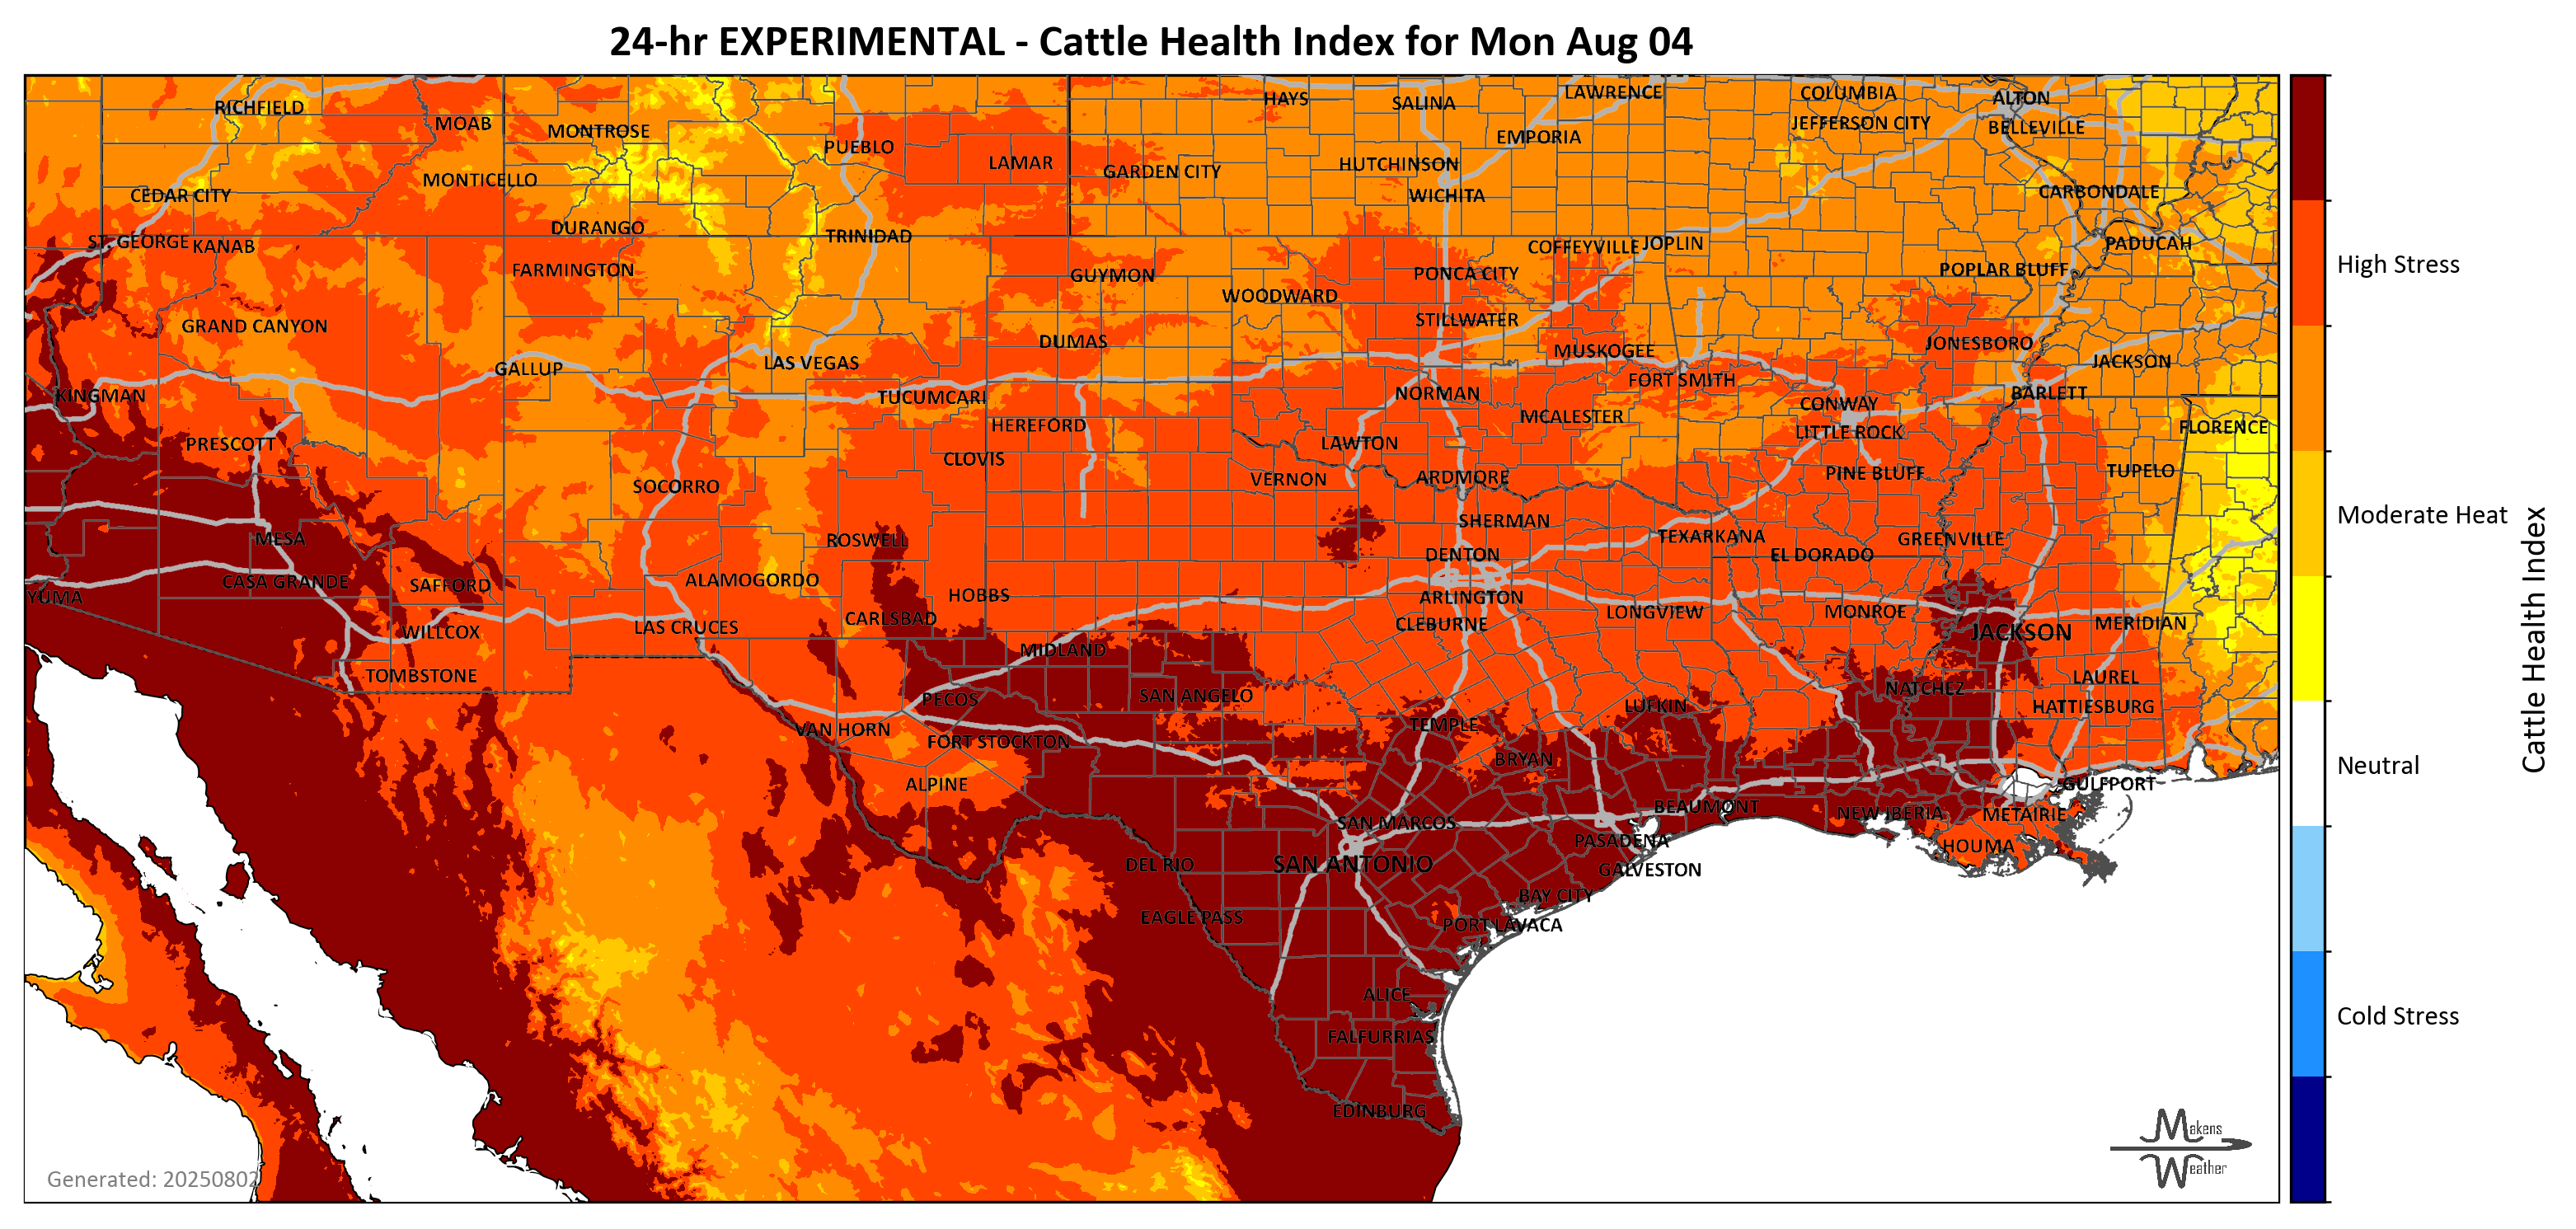 24-hr EXPERIMENTAL - Cattle Health Index for Mon Aug 04
RICHFIELD
MOAB
MONTROSE
PUEBLO
LAMAR
HAYS
SALINA
LAWRENCE
COLUMBIA
ALTON
GARDEN CITY
HUTCHINSON
EMPORIA
JEFFERSON CITY
BELLEVILLE
CEDAR CITY
MONTICELLO
WICHITA
CARBONDALE
ST. GEORGE
KANAB
DURANGO
TRINIDAD
COFFEYVILLE
JOPLIN
PADUCAH
FARMINGTON
GUYMON
PONCA CITY
POPLAR BLUFF
WOODWARD
GRAND CANYON
DUMAS
STILLWATER
MUSKOGEE
JONESBORO
JACKSON
GALLUP
LAS VEGAS
FORT SMITH
KINGMAN
TUCUMCARI
NORMAN
CONWAY
BARLETT
PRESCOTT
HEREFORD
LAWTON
MCALESTER
LITTLE ROCK
FLORENCE
SOCORRO
CLOVIS
VERNON
ARDMORE
PINE BLUFF
TUPELO
MESA
ROSWELL
SHERMAN
TEXARKANA
GREENVILLE
DENTON
EL DORADO
YUMA
CASA GRANDE
SAFFORD
ALAMOGORDO
HOBBS
ARLINGTON
LONGVIEW
MONROE
WILLCOX
LAS CRUCES
CARLSBAD
CLEBURNE
JACKSON
MERIDIAN
TOMBSTONE
MIDLAND
LAUREL
PECOS
SAN ANGELO
NATCHEZ
VAN HORN
FORT STOCKTON
TEMPLE
LUFKIN
HATTIESBURG
ALPINE
BRYAN
GULFPORT
SAN MARCOS
BEAUMONT
NEW IBERIA
METAIRIE
DEL RIO
SAN ANTONIO
PASADENA
HOUMA
GALVESTON
EAGLE PASS
BAY CITY
PORT LAVACA
ALICE
FALFURRIAS
EDINBURG
Generated: 20250802
Makens
Weather
High Stress
Moderate Heat
Neutral
Cold Stress
Cattle Health Index